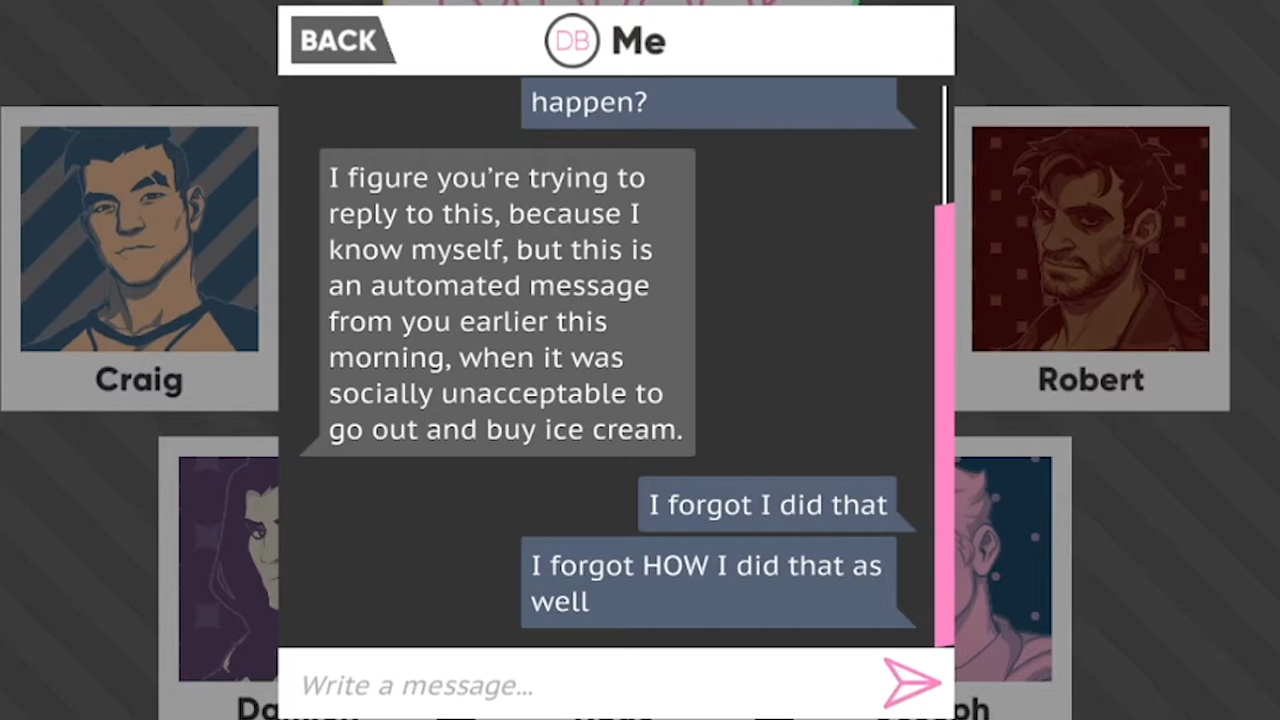 BACK
DB Me
happen?
I figure you're trying to
reply to this, because I
know myself, but this is
an automated message
from you earlier this
morning, when it was
socially unacceptable to
go out and buy ice cream.
I forgot I did that
I forgot HOW I did that as
well
Write a message...
Craig
Robert